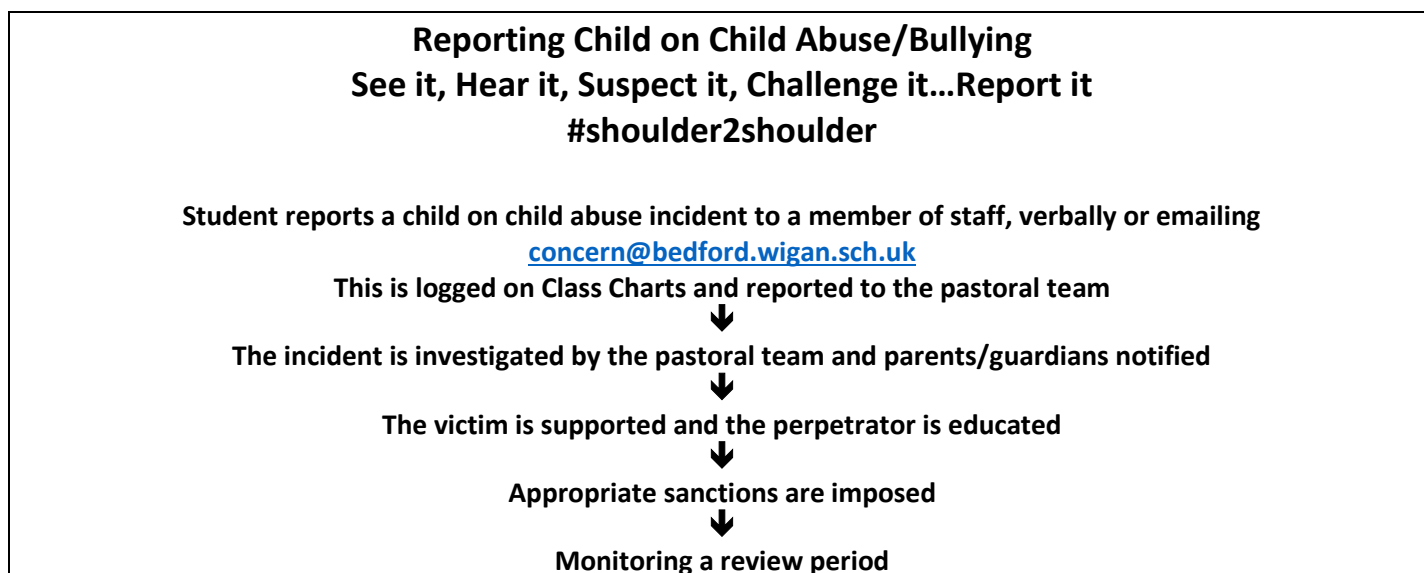 Reporting Child on Child Abuse/Bullying
See it, Hear it, Suspect it, Challenge it…Report it
#shoulder2shoulder
Student reports a child on child abuse incident to a member of staff, verbally or emailing
concern@bedford.wigan.sch.uk
This is logged on Class Charts and reported to the pastoral team
The incident is investigated by the pastoral team and parents/guardians notified
The victim is supported and the perpetrator is educated
Appropriate sanctions are imposed
Monitoring a review period